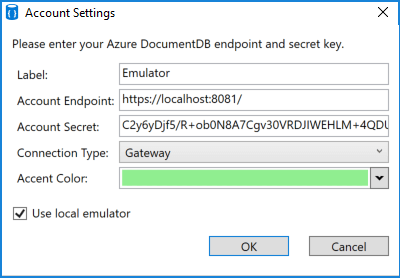 Account Settings
Please enter your Azure DocumentDB endpoint and secret key.
Label: Emulator
Account Endpoint: https://localhost:8081/
Account Secret: C2y6yDjf5/R+ob0N8A7Cgv30VRDJIWEHLM+4QDU
Connection Type: Gateway
Accent Color:
Use local emulator
OK Cancel